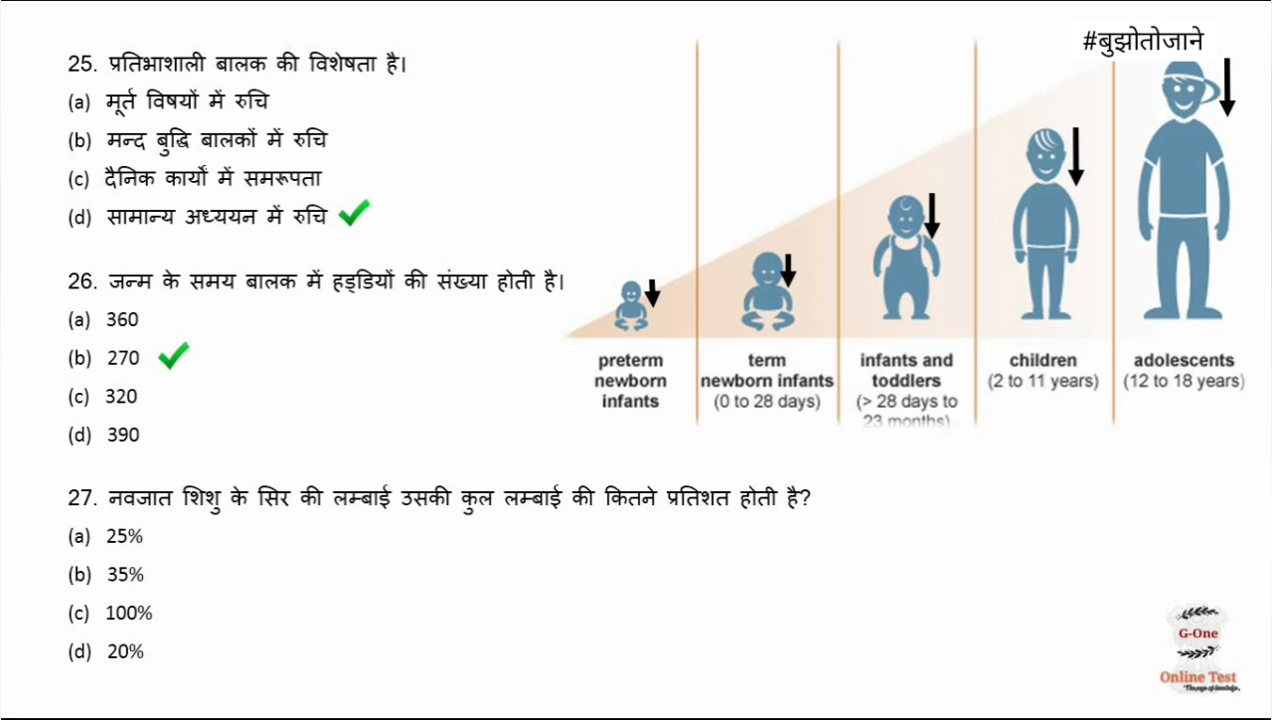 #बुझोतोजाने
25. प्रतिभाशाली बालक की विशेषता है।
(a) मूर्त विषयों में रुचि
(b) मन्द बुद्धि बालकों में रुचि
(c) दैनिक कार्यों में समरूपता
(d) सामान्य अध्ययन में रुचि
26. जन्म के समय बालक में हड्डियों की संख्या होती है।
(a) 360
(b) 270
(c) 320
(d) 390
preterm
newborn
infants
term
newborn infants
(0 to 28 days)
infants and
toddlers
(> 28 days to
23 months)
children
(2 to 11 years)
adolescents
(12 to 18 years)
27. नवजात शिशु के सिर की लम्बाई उसकी कुल लम्बाई की कितने प्रतिशत होती है?
(a) 25%
(b) 35%
(c) 100%
(d) 20%
G-One
Online Test